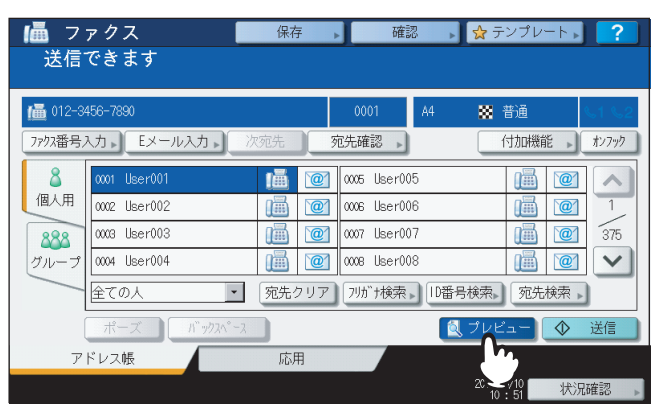 ファクス 保存 確認 テンプレート ?
送信できます
012-3456-7890 0001 A4 普通 1 2
ファクス番号入力 Eメール入力 次宛先 宛先確認 付加機能 オンフック
個人用
グループ
0001 User001 @ 0005 User005 @
0002 User002 @ 0006 User006 @
0003 User003 @ 0007 User007 @
0004 User004 @ 0008 User008 @
1
375
全ての人 宛先クリア フリガナ検索 ID番号検索 宛先検索
ポーズ バックスペース プレビュー 送信
アドレス帳 応用
/10
10 : 51 状況確認